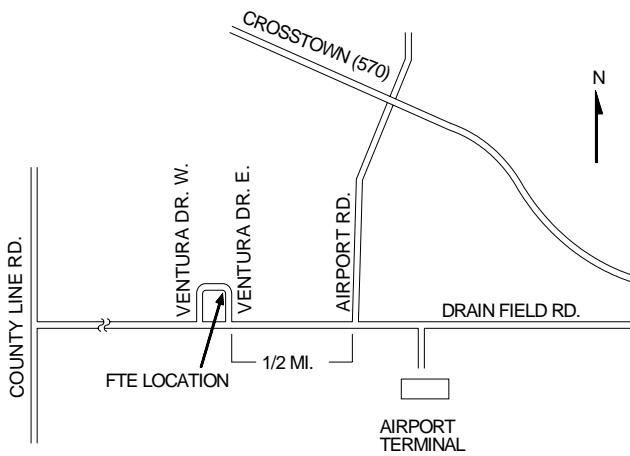 CROSSTOWN (570)
N
COUNTY LINE RD.
VENTURA DR. W.
VENTURA DR. E.
AIRPORT RD.
DRAIN FIELD RD.
1/2 MI.
FTE LOCATION
AIRPORT
TERMINAL